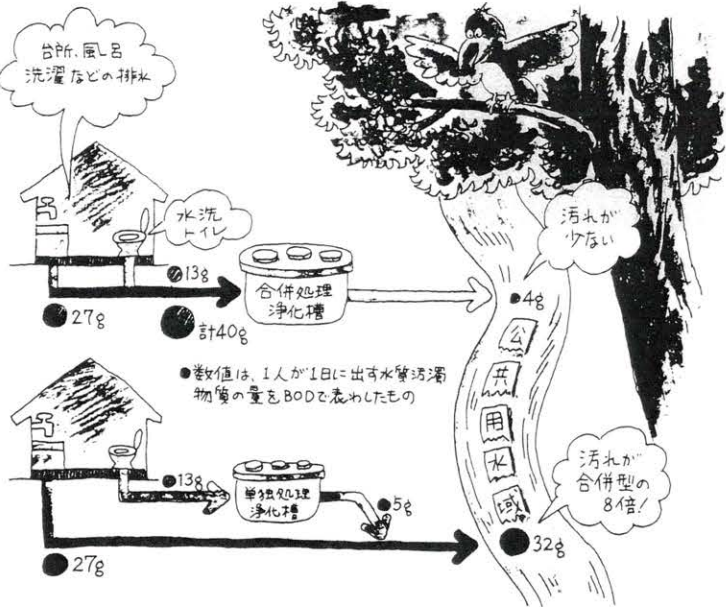 台所、風呂
洗濯などの排水
水洗
トイレ
13g
27g
計40g
合併処理
浄化槽
汚れが
少ない
4g
公
共
用
水
域
●数値は、1人が1日に出す水質汚濁
物質の量をBODで表わしたもの
13g
単独処理
浄化槽
5g
27g
汚れが
合併型の
8倍!
32g